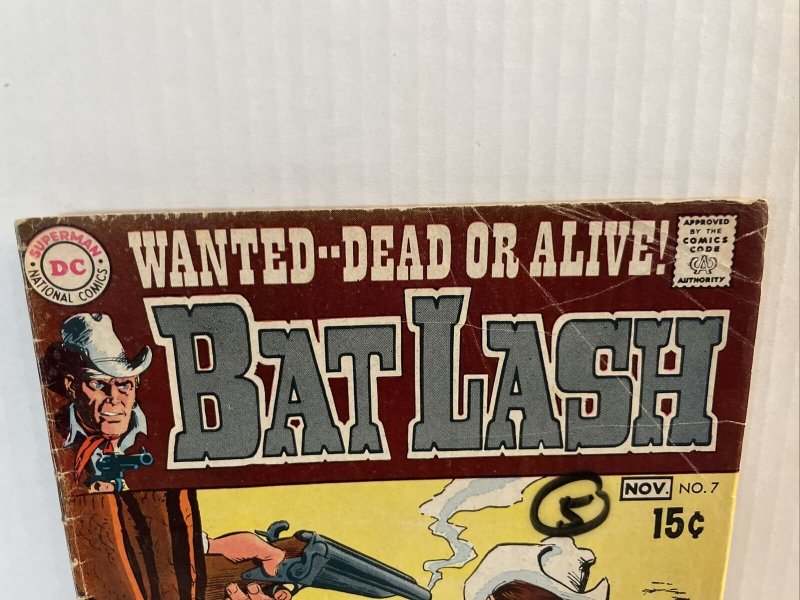 SUPERMAN
DC
NATIONAL COMICS
WANTED--DEAD OR ALIVE!
APPROVED
BY THE
COMICS
CODE
CA
AUTHORITY
BAT LASH
5
NOV. NO. 7
15¢